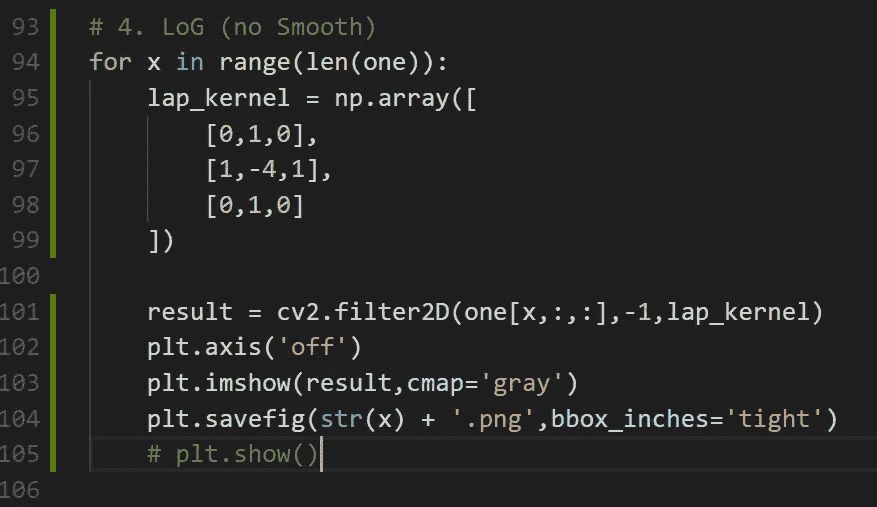 93 # 4. LoG (no Smooth)
94 for x in range(len(one)):
95     lap_kernel = np.array([
96         [0,1,0],
97         [1,-4,1],
98         [0,1,0]
99     ])
100
101     result = cv2.filter2D(one[x,:,:],-1,lap_kernel)
102     plt.axis('off')
103     plt.imshow(result,cmap='gray')
104     plt.savefig(str(x) + '.png',bbox_inches='tight')
105     # plt.show()
106